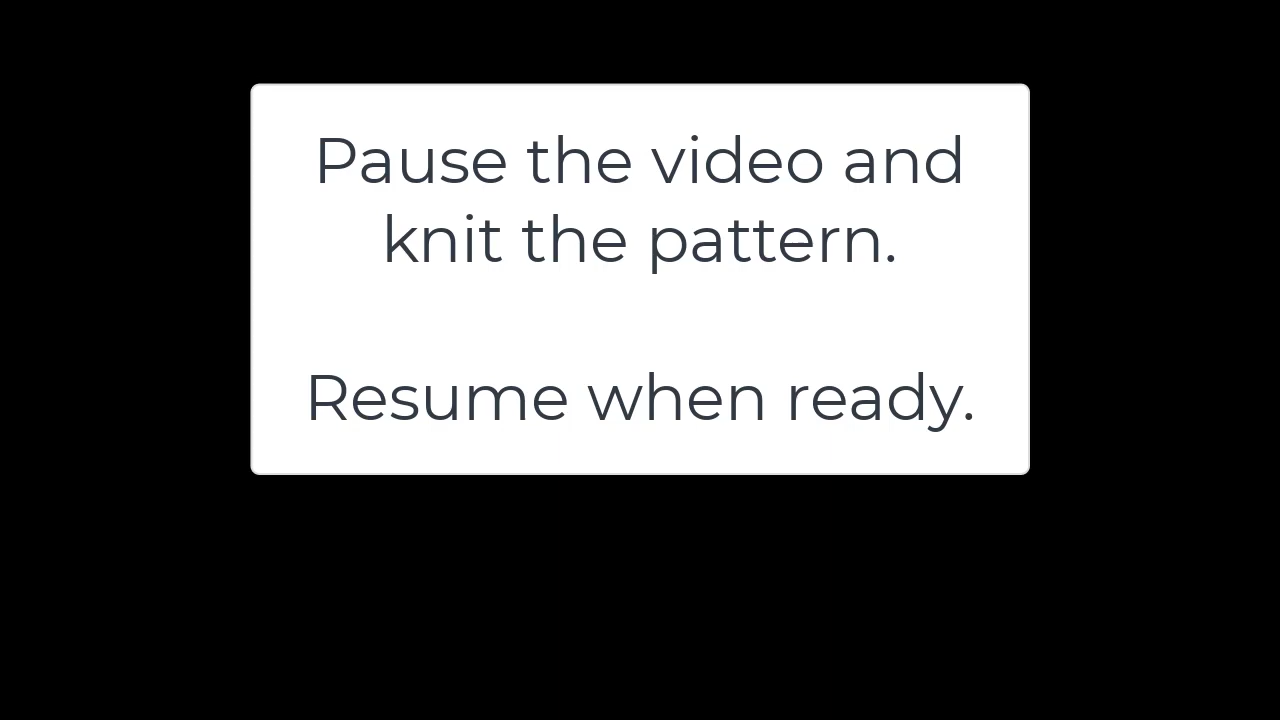 Pause the video and
knit the pattern.
Resume when ready.